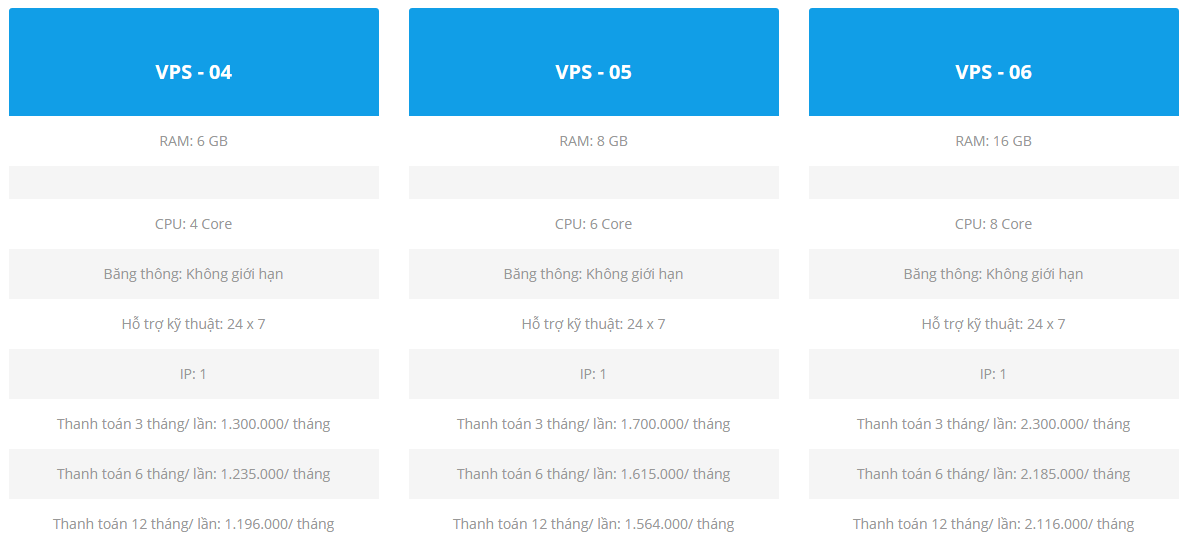 VPS - 04
RAM: 6 GB
CPU: 4 Core
Băng thông: Không giới hạn
Hỗ trợ kỹ thuật: 24 x 7
IP: 1
Thanh toán 3 tháng/ lần: 1.300.000/ tháng
Thanh toán 6 tháng/ lần: 1.235.000/ tháng
Thanh toán 12 tháng/ lần: 1.196.000/ tháng
VPS - 05
RAM: 8 GB
CPU: 6 Core
Băng thông: Không giới hạn
Hỗ trợ kỹ thuật: 24 x 7
IP: 1
Thanh toán 3 tháng/ lần: 1.700.000/ tháng
Thanh toán 6 tháng/ lần: 1.615.000/ tháng
Thanh toán 12 tháng/ lần: 1.564.000/ tháng
VPS - 06
RAM: 16 GB
CPU: 8 Core
Băng thông: Không giới hạn
Hỗ trợ kỹ thuật: 24 x 7
IP: 1
Thanh toán 3 tháng/ lần: 2.300.000/ tháng
Thanh toán 6 tháng/ lần: 2.185.000/ tháng
Thanh toán 12 tháng/ lần: 2.116.000/ tháng